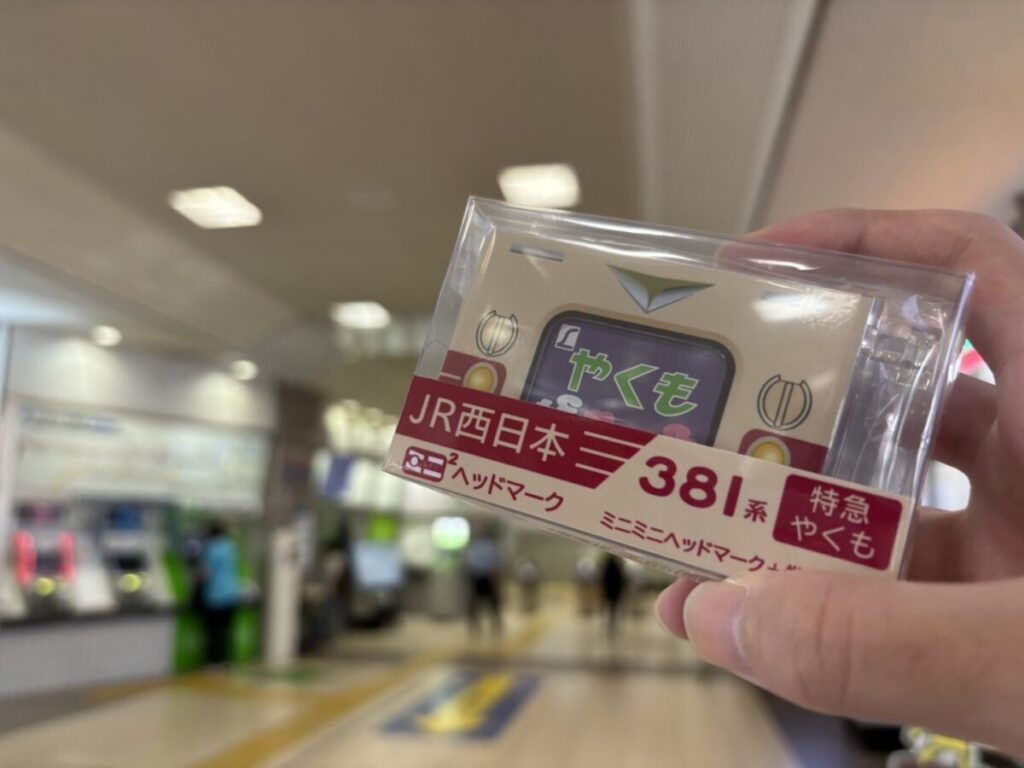 やくも
JR西日本
381系
特急
やくも
2ヘッドマーク
ミニミニヘッドマーク+